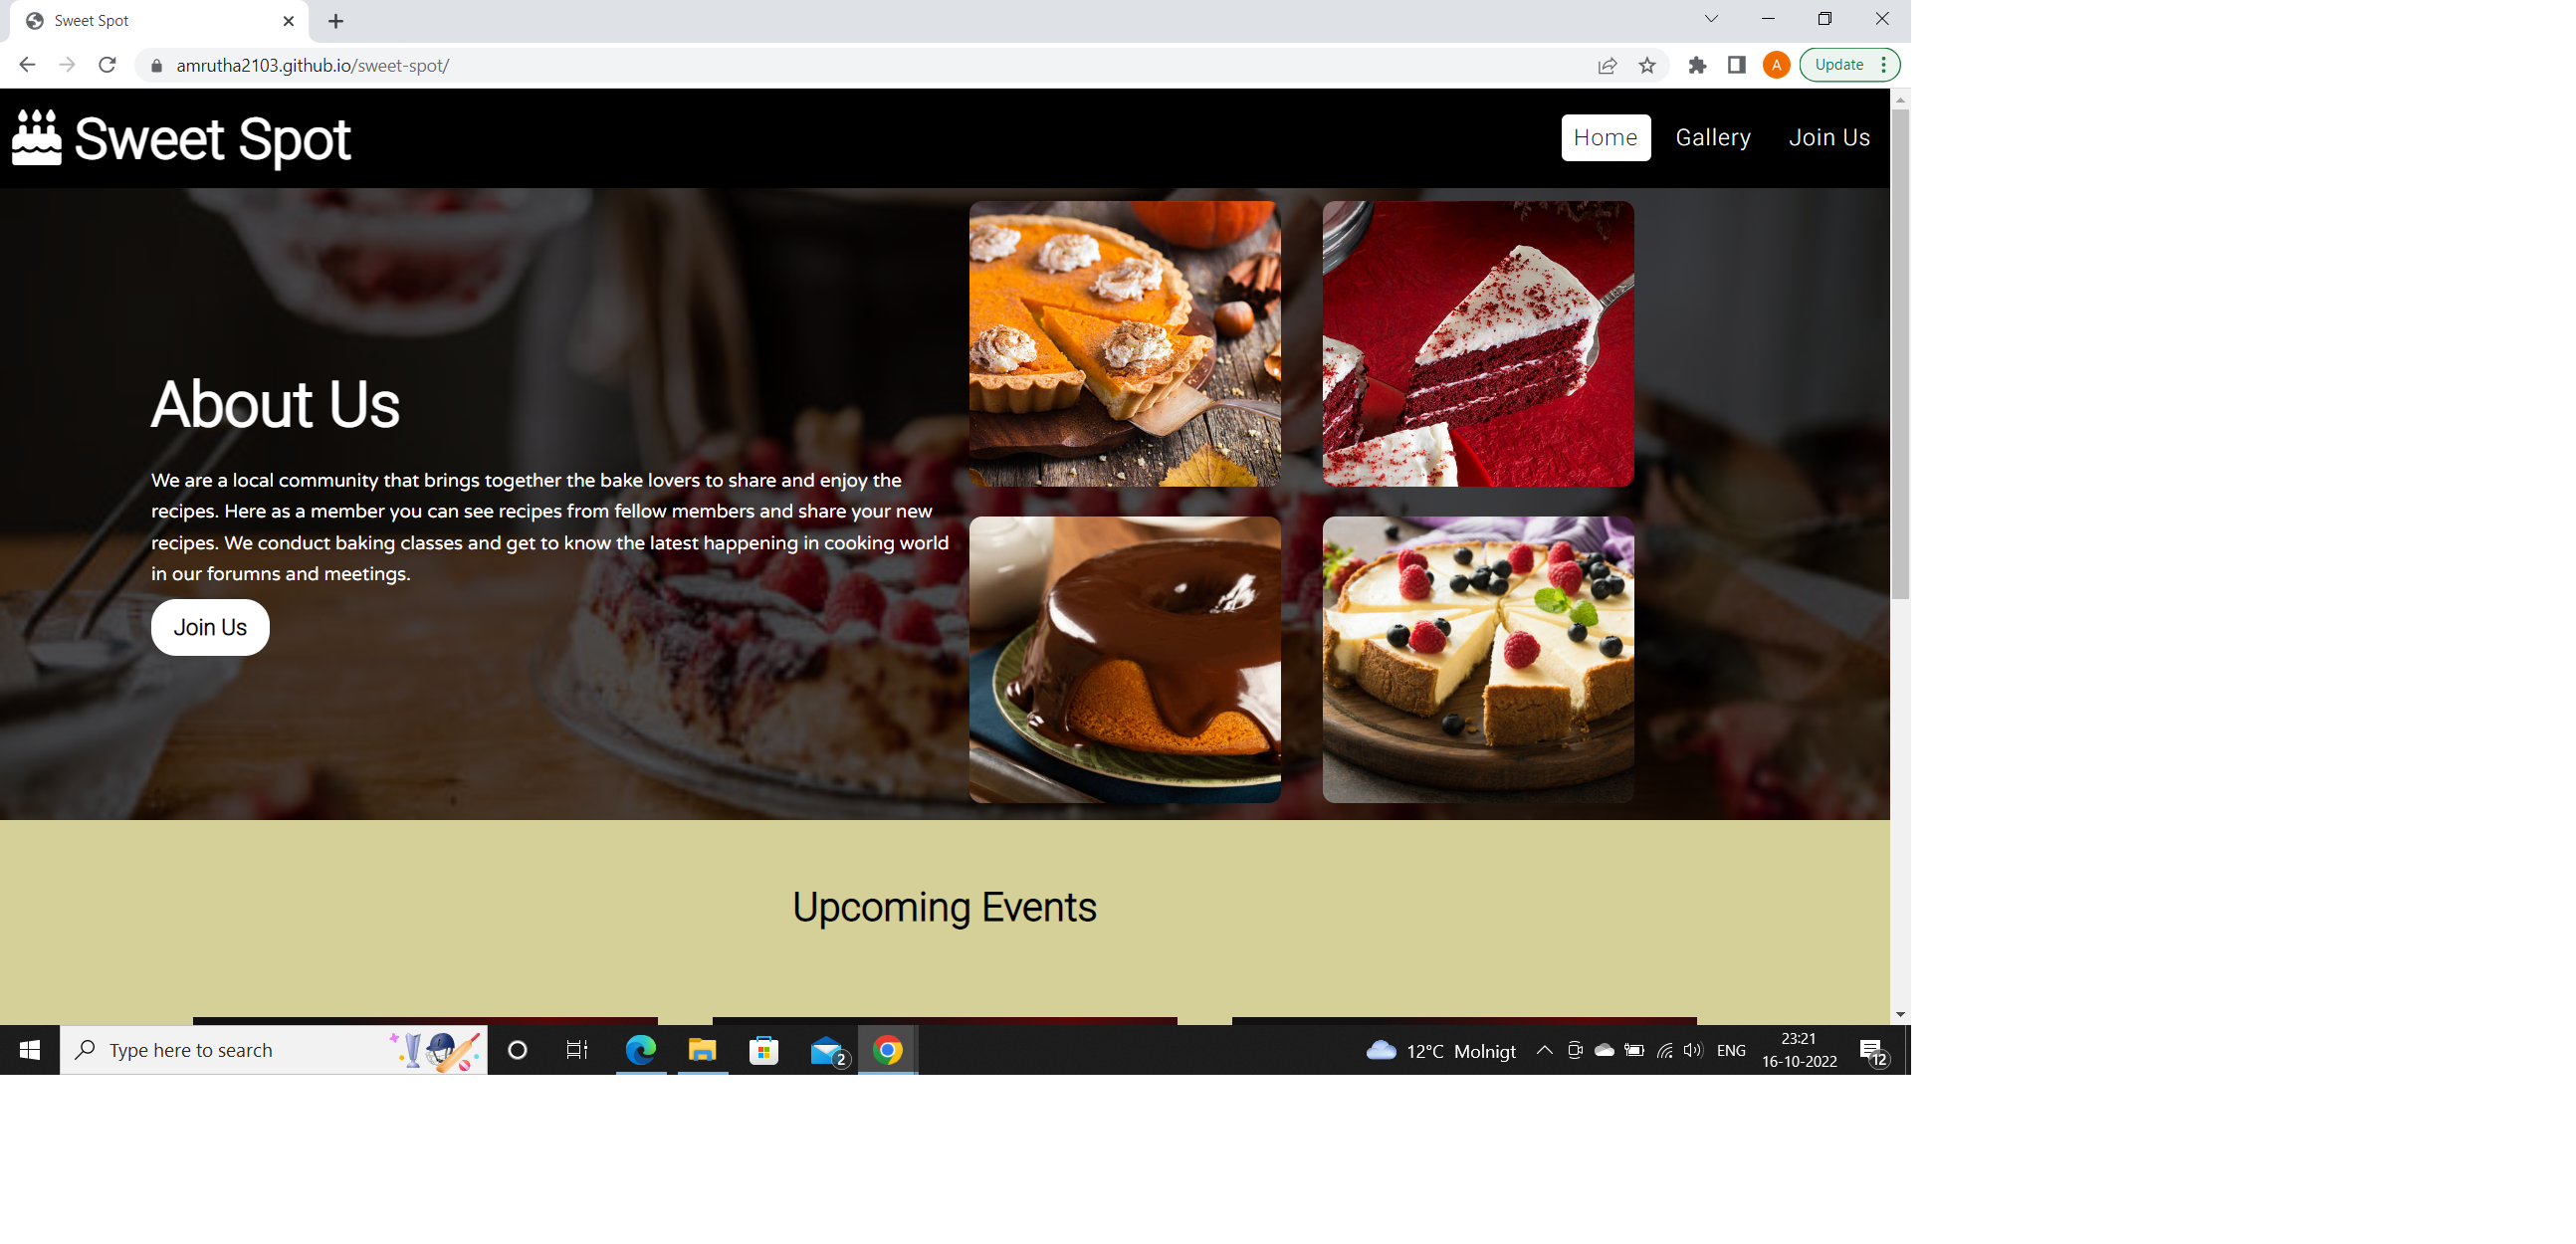 Sweet Spot
amrutha2103.github.io/sweet-spot/
A
Update
Sweet Spot
Home
Gallery
Join Us
About Us
We are a local community that brings together the bake lovers to share and enjoy the
recipes. Here as a member you can see recipes from fellow members and share your new
recipes. We conduct baking classes and get to know the latest happening in cooking world
in our forumns and meetings.
Join Us
Upcoming Events
Type here to search
2
12°C Molnigt
ENG
23:21
16-10-2022
12